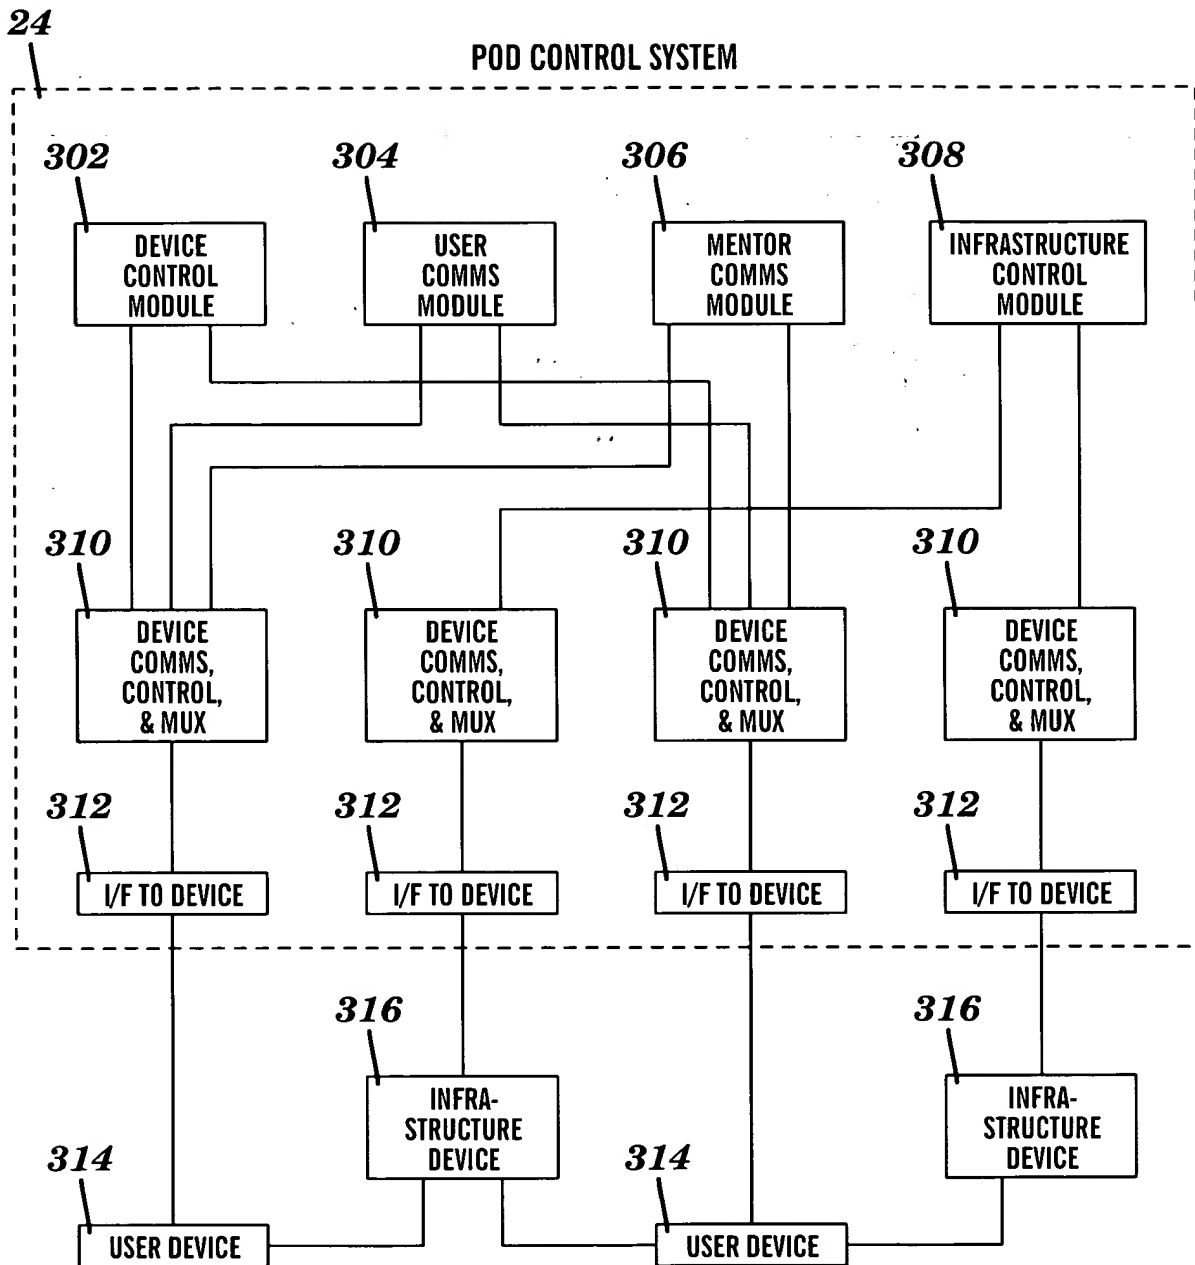 24
POD CONTROL SYSTEM
302
304
306
308
DEVICE
CONTROL
MODULE
USER
COMMS
MODULE
MENTOR
COMMS
MODULE
INFRASTRUCTURE
CONTROL
MODULE
310
310
310
310
DEVICE
COMMS,
CONTROL,
& MUX
DEVICE
COMMS,
CONTROL,
& MUX
DEVICE
COMMS,
CONTROL,
& MUX
DEVICE
COMMS,
CONTROL,
& MUX
312
312
312
312
I/F TO DEVICE
I/F TO DEVICE
I/F TO DEVICE
I/F TO DEVICE
316
316
INFRA-
STRUCTURE
DEVICE
INFRA-
STRUCTURE
DEVICE
314
314
USER DEVICE
USER DEVICE